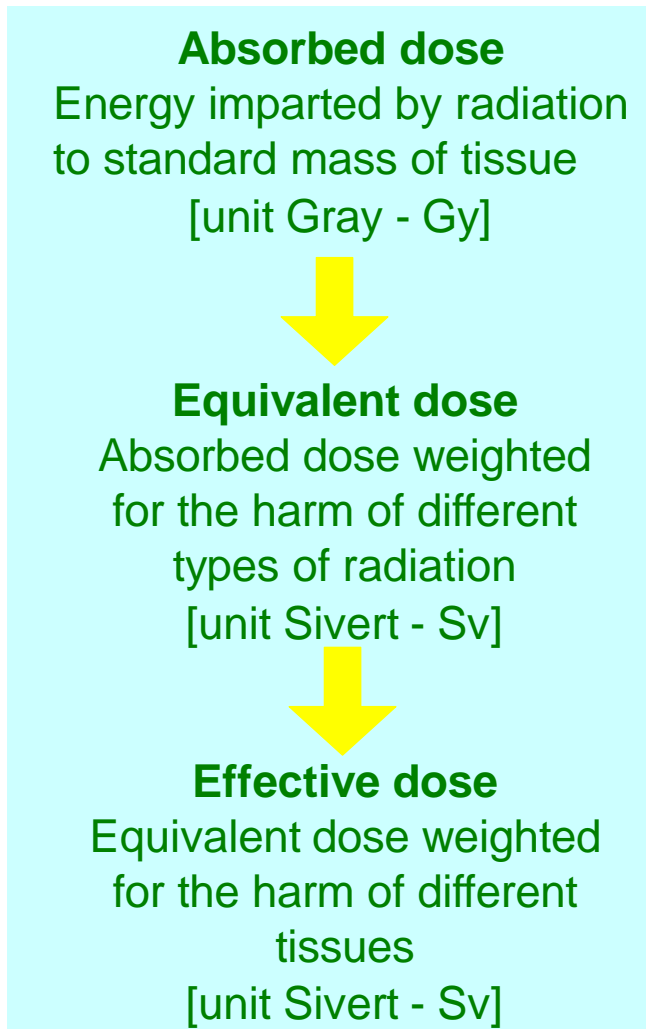 Absorbed dose
Energy imparted by radiation
to standard mass of tissue
[unit Gray - Gy]
Equivalent dose
Absorbed dose weighted
for the harm of different
types of radiation
[unit Sivert - Sv]
Effective dose
Equivalent dose weighted
for the harm of different
tissues
[unit Sivert - Sv]